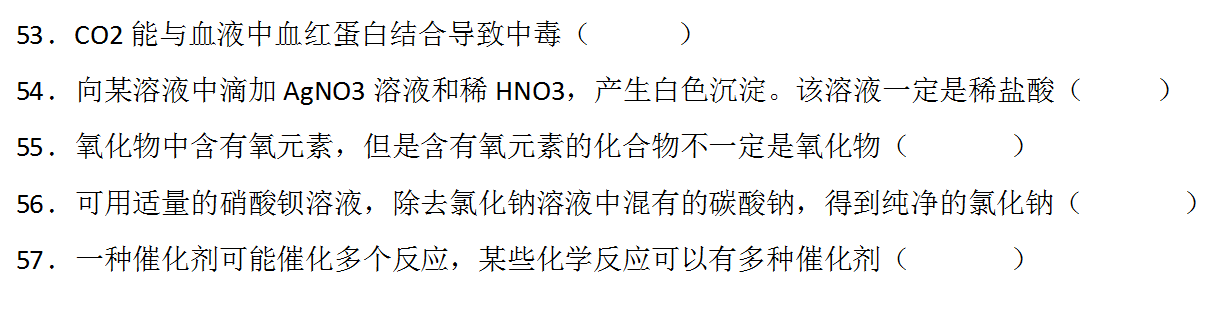 53．CO2 能与血液中血红蛋白结合导致中毒（　　　）
54．向某溶液中滴加 AgNO3 溶液和稀 HNO3，产生白色沉淀。该溶液一定是稀盐酸（　　　）
55．氧化物中含有氧元素，但是含有氧元素的化合物不一定是氧化物（　　　　）
56．可用适量的硝酸钡溶液，除去氯化钠溶液中混有的碳酸钠，得到纯净的氯化钠（　　　　）
57．一种催化剂可能催化多个反应，某些化学反应可以有多种催化剂（　　　　）